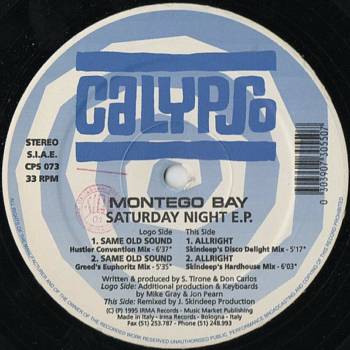 CALYPSO
STEREO
S.I.A.E.
CPS 073
33 RPM
MONTEGO BAY
SATURDAY NIGHT E.P.
Logo Side
1. SAME OLD SOUND
Hustler Convention Mix - 6'37"
2. SAME OLD SOUND
Greed's Euphoritz Mix - 5'35"
This Side
1. ALLRIGHT
Skindeep's Disco Delight Mix - 5'17"
2. ALLRIGHT
Skindeep's Hardhouse Mix - 6'03"
Written & produced by S. Tirone & Don Carlos
Logo Side: Additional production & Keyboards
by Mike Gray & Jon Pearn
This Side: Remixed by J. Skindeep Production
(C) (P) 1995 IRMA Records - Music Market Publishing
Made in Italy - Irma Records - Bologna - Italy
Fax (51) 253.787 - Phone (51) 248.993